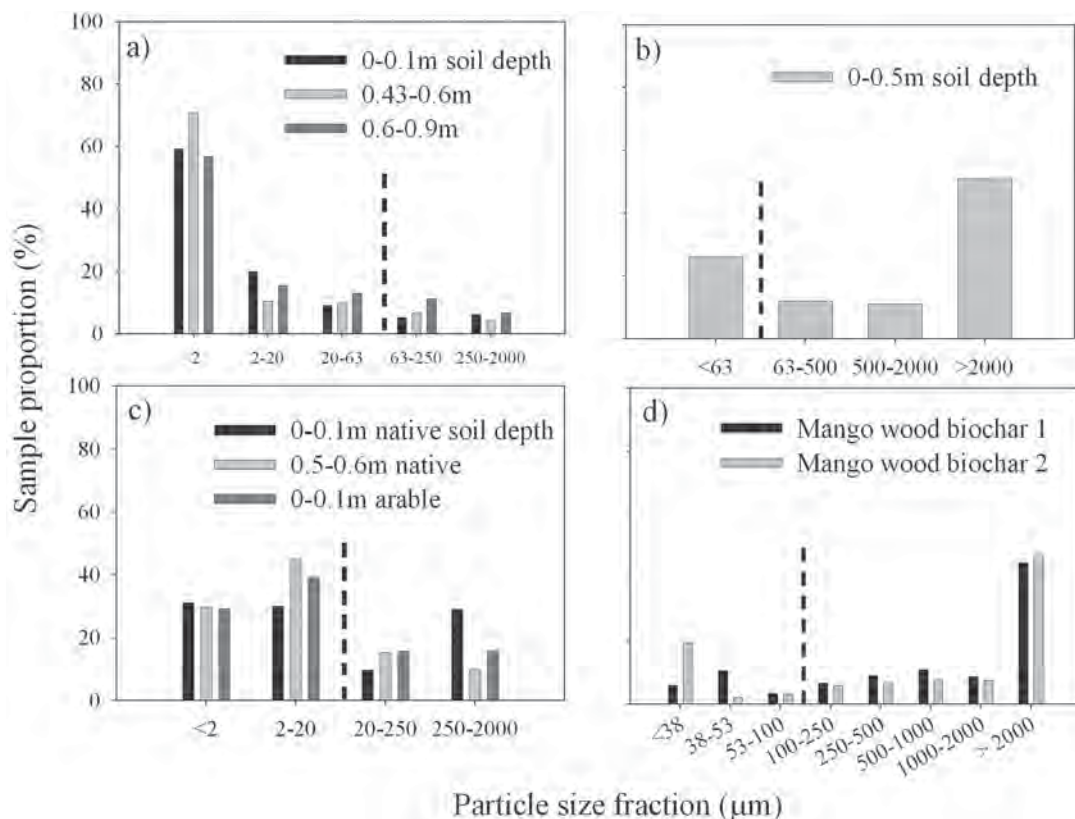 Sample proportion (%)
a)
0-0.1m soil depth
0.43-0.6m
0.6-0.9m
100
80
60
40
20
0
<2 2-20 20-63 63-250 250-2000
b)
0-0.5m soil depth
<63 63-500 500-2000 >2000
c)
0-0.1m native soil depth
0.5-0.6m native
0-0.1m arable
100
80
60
40
20
0
<2 2-20 20-250 250-2000
d)
Mango wood biochar 1
Mango wood biochar 2
<38 38-53 53-100 100-250 250-500 500-1000 1000-2000 >2000
Particle size fraction (μm)